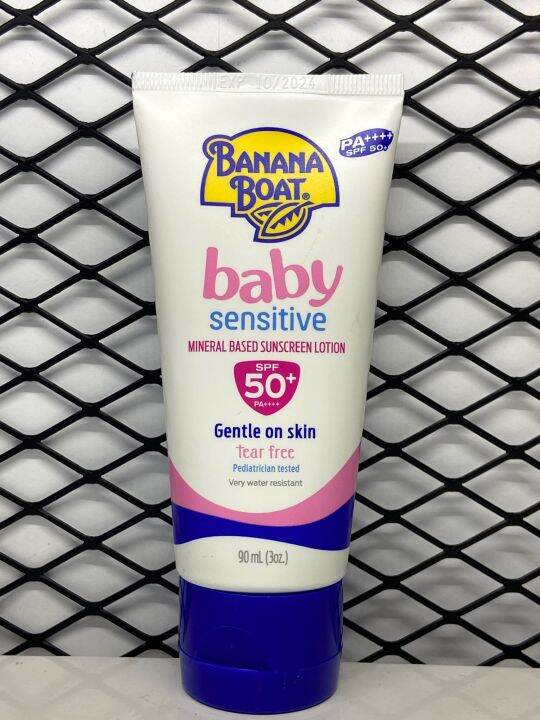 EXP 10/2024
PA++++
SPF 50+
BANANA
BOAT®
baby
sensitive
MINERAL BASED SUNSCREEN LOTION
SPF
50+
PA++++
Gentle on skin
Tear free
Pediatrician tested
Very water resistant
90 mL (3oz.)